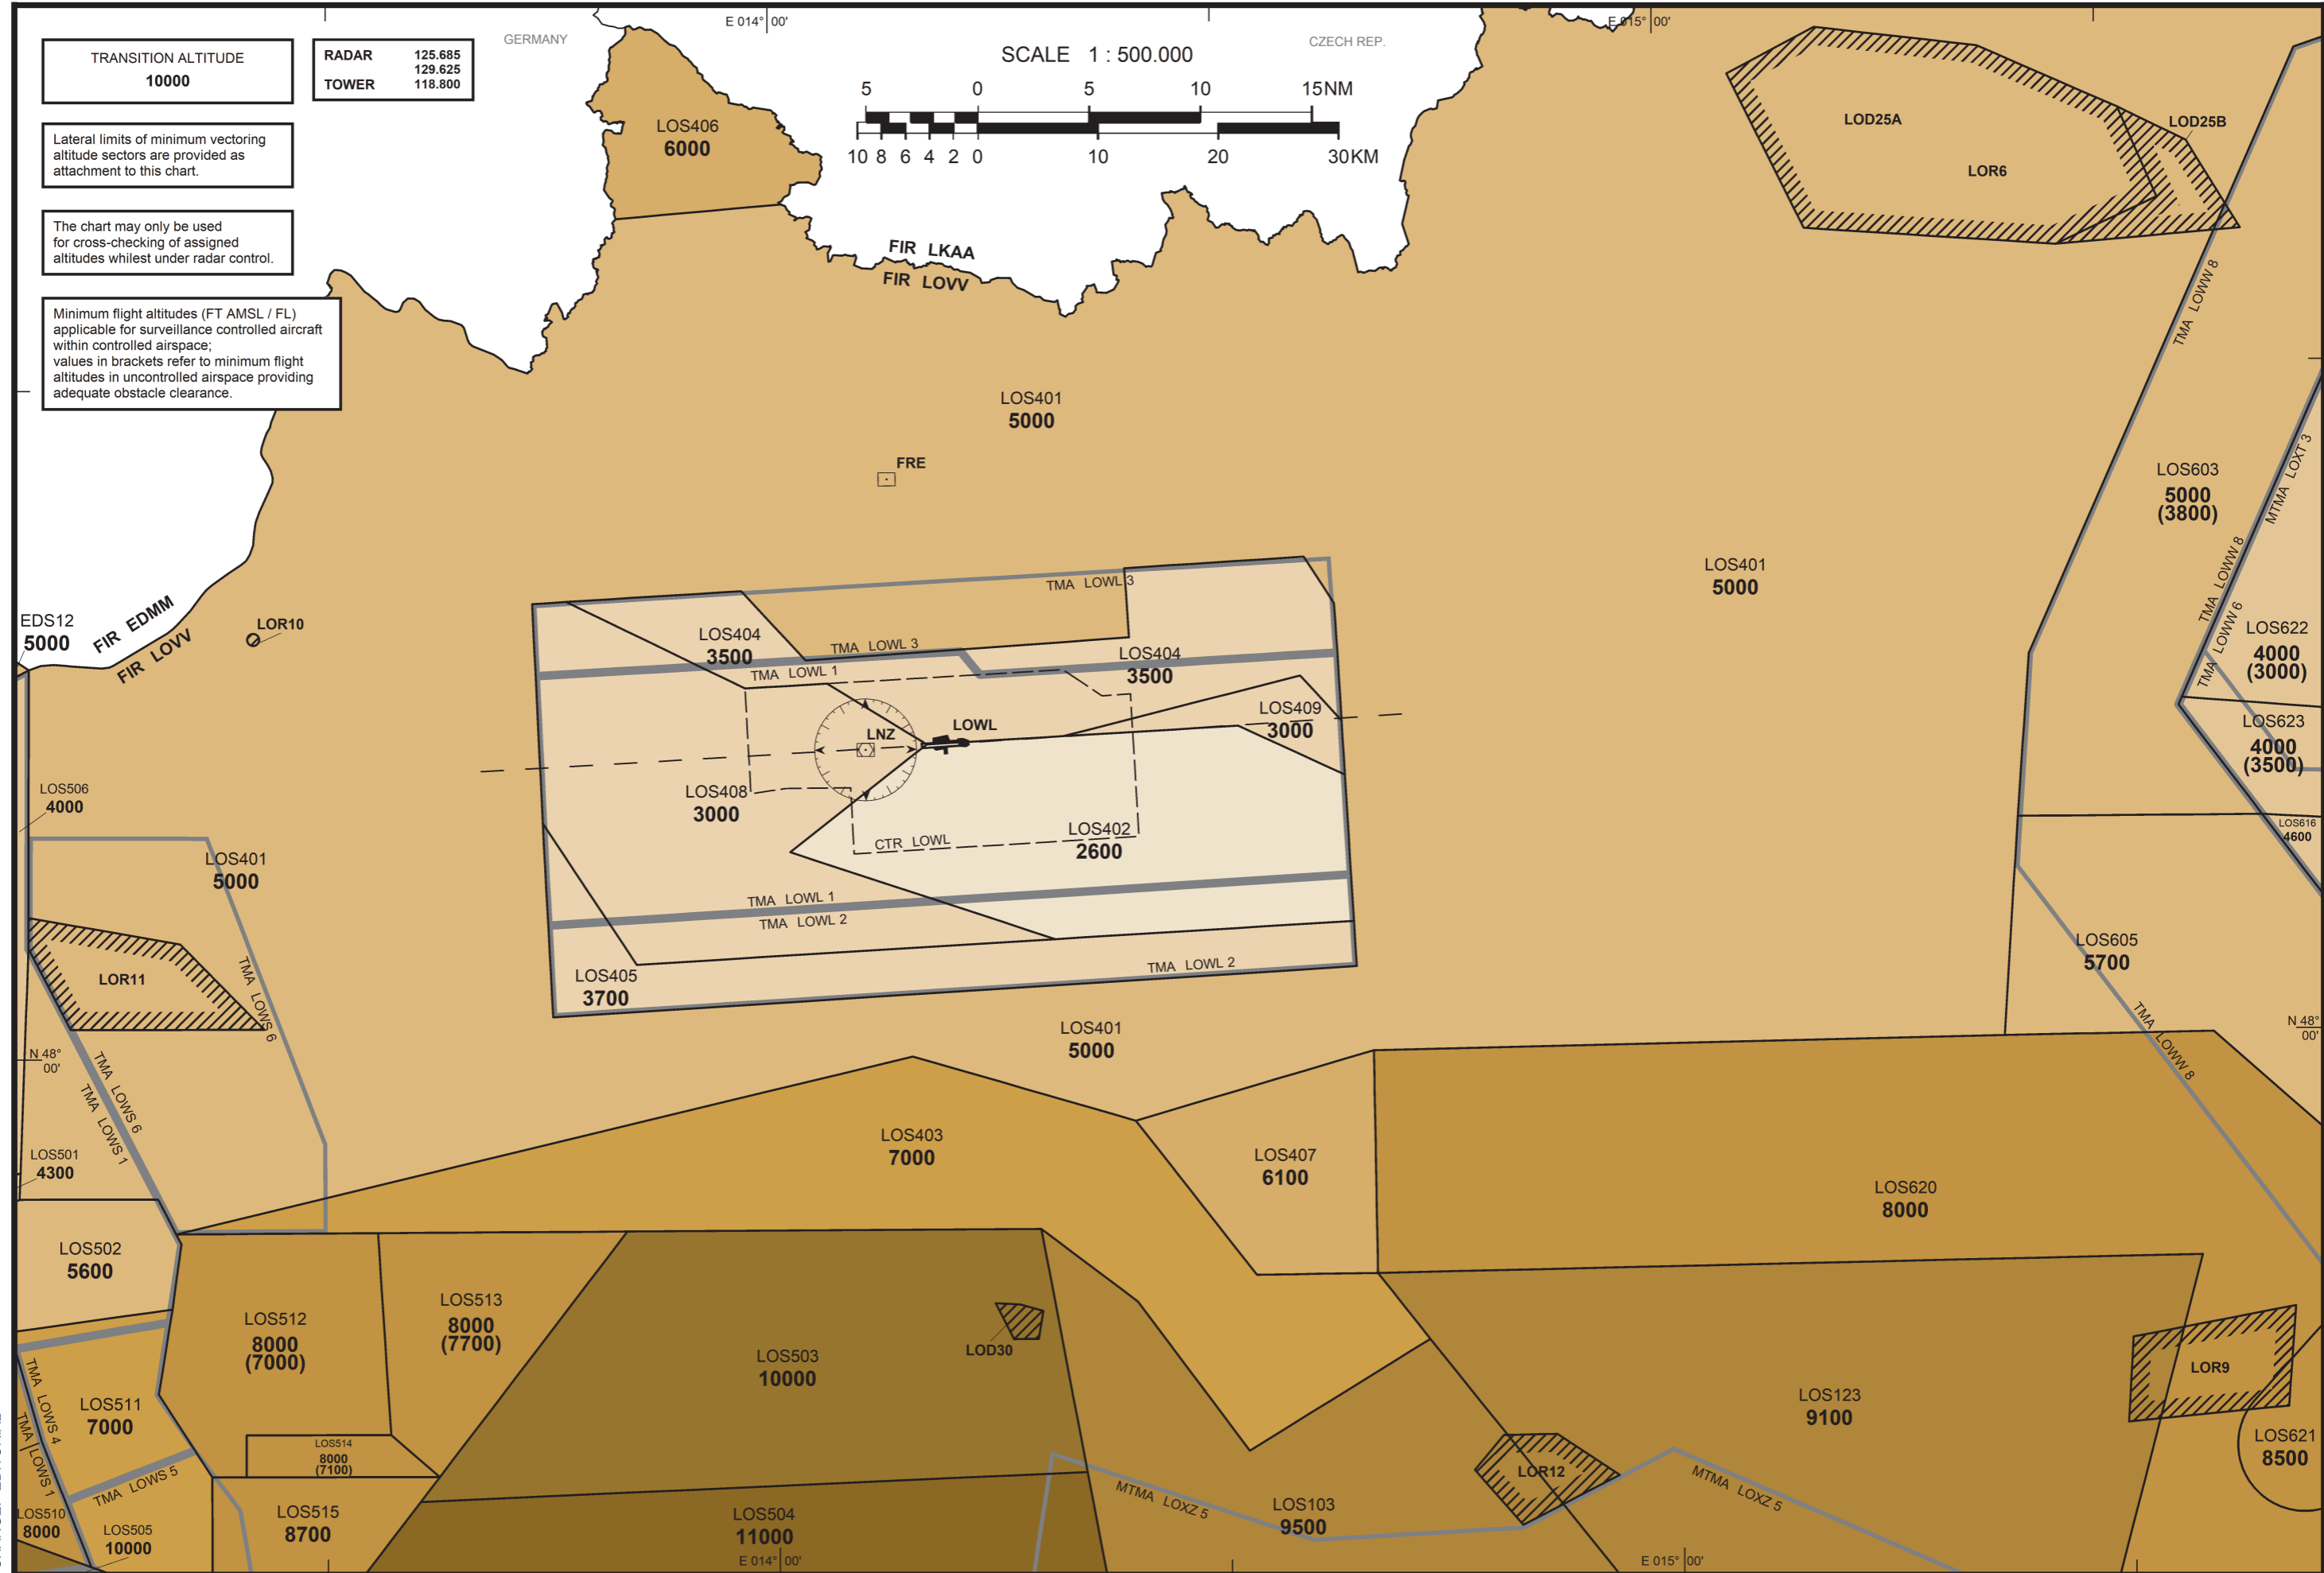 E 014° 00'
E 015° 00'
GERMANY
CZECH REP.
TRANSITION ALTITUDE
10000
RADAR 125.685
129.625
TOWER 118.800
Lateral limits of minimum vectoring
altitude sectors are provided as
attachment to this chart.
The chart may only be used
for cross-checking of assigned
altitudes whilest under radar control.
Minimum flight altitudes (FT AMSL / FL)
applicable for surveillance controlled aircraft
within controlled airspace;
values in brackets refer to minimum flight
altitudes in uncontrolled airspace providing
adequate obstacle clearance.
SCALE 1 : 500.000
5 0 5 10 15NM
10 8 6 4 2 0 10 20 30KM
LOS406
6000
FIR LKAA
FIR LOVV
LOD25A
LOD25B
LOR6
TMA LOWW 8
LOS401
5000
FRE
LOS603
5000
(3800)
MTMA LOXT 3
LOS401
5000
TMA LOWW 8
TMA LOWW 6
EDS12
5000
FIR EDMM
FIR LOVV
LOR10
TMA LOWL 3
LOS404
3500
TMA LOWL 3
TMA LOWL 1
LOS404
3500
LOS622
4000
(3000)
LOS409
3000
LNZ
LOWL
LOS623
4000
(3500)
LOS506
4000
LOS408
3000
LOS402
2600
CTR LOWL
LOS616
4600
LOS401
5000
TMA LOWL 1
TMA LOWL 2
LOS605
5700
LOR11
TMA LOWS 6
LOS405
3700
TMA LOWL 2
LOS401
5000
N 48°
00'
N 48°
00'
TMA LOWW 8
TMA LOWS 6
TMA LOWS 1
LOS403
7000
LOS407
6100
LOS501
4300
LOS620
8000
LOS502
5600
LOS512
8000
(7000)
LOS513
8000
(7700)
LOS503
10000
LOD30
LOR9
TMA LOWS 4
TMA LOWS 1
LOS511
7000
LOS123
9100
LOS514
8000
(7100)
LOS621
8500
TMA LOWS 5
LOR12
MTMA LOXZ 5
MTMA LOXZ 5
LOS510
8000
LOS505
10000
LOS515
8700
LOS504
11000
LOS103
9500
E 014° 00'
E 015° 00'